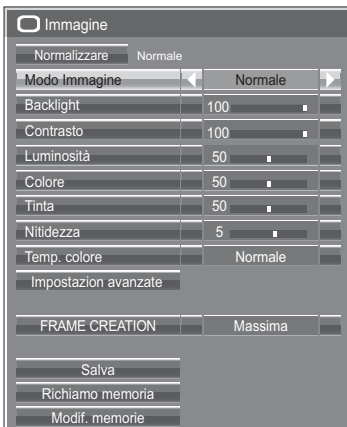 Immagine
Normalizzare Normale
Modo Immagine Normale
Backlight 100
Contrasto 100
Luminosità 50
Colore 50
Tinta 50
Nitidezza 5
Temp. colore Normale
Impostazion avanzate
FRAME CREATION Massima
Salva
Richiamo memoria
Modif. memorie